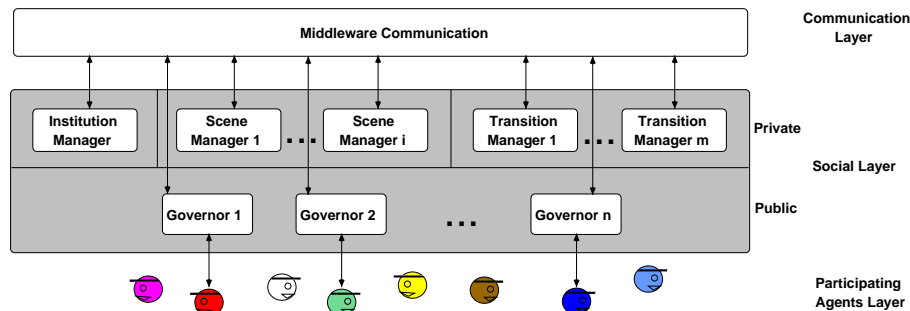 Middleware Communication
Communication
Layer
Institution
Manager
Scene
Manager 1
...
Scene
Manager i
Transition
Manager 1
...
Transition
Manager m
Private
Social Layer
Governor 1
Governor 2
...
Governor n
Public
Participating
Agents Layer